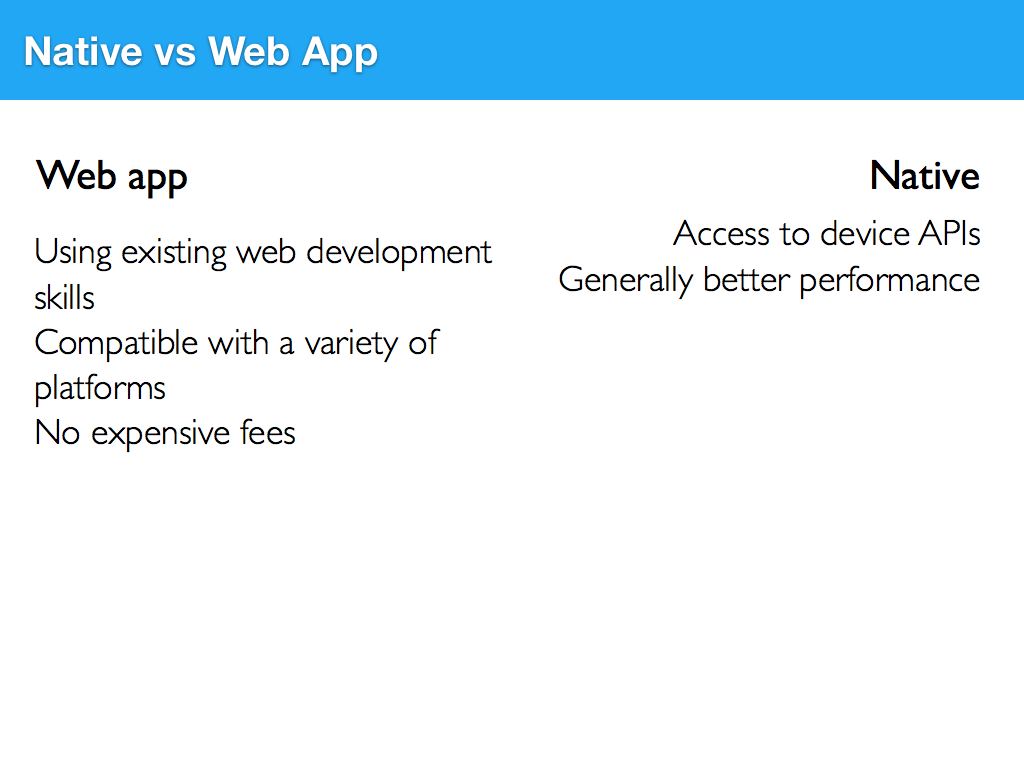 Native vs Web App
Web app
Using existing web development
skills
Compatible with a variety of
platforms
No expensive fees
Native
Access to device APIs
Generally better performance